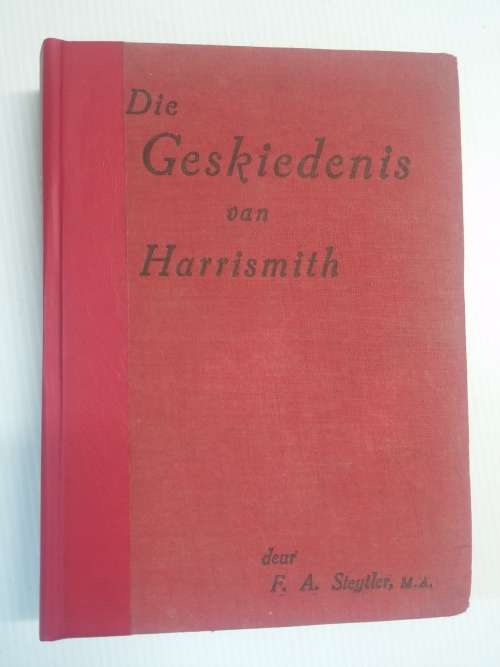 Die
Geskiedenis
van
Harrismith
deur
F. A. Steytler, M.A.